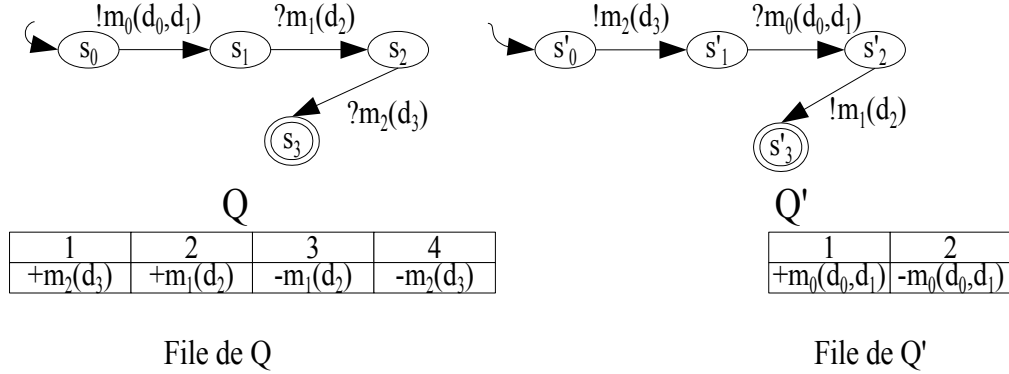 !m₀(d₀,d₁) ?m₁(d₂) !m₂(d₃) ?m₀(d₀,d₁)
s₀ s₁ s₂ s'₀ s'₁ s'₂
?m₂(d₃) !m₁(d₂)
s₃ s'₃
Q Q'
1 2 3 4 1 2
+m₂(d₃) +m₁(d₂) -m₁(d₂) -m₂(d₃) +m₀(d₀,d₁) -m₀(d₀,d₁)
File de Q File de Q'